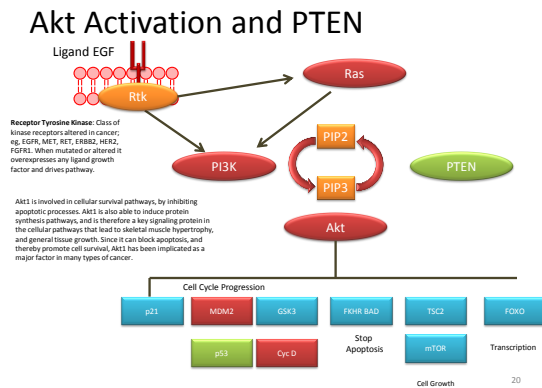 Akt Activation and PTEN
Ligand EGF
Rtk
Ras
Receptor Tyrosine Kinase: Class of
kinase receptors altered in cancer;
eg, EGFR, MET, RET, ERBB2, HER2,
FGFR1. When mutated or altered it
overexpresses any ligand growth
factor and drives pathway.
PI3K
PIP2
PIP3
PTEN
Akt1 is involved in cellular survival pathways, by inhibiting
apoptotic processes. Akt1 is also able to induce protein
synthesis pathways, and is therefore a key signaling protein in
the cellular pathways that lead to skeletal muscle hypertrophy,
and general tissue growth. Since it can block apoptosis, and
thereby promote cell survival, Akt1 has been implicated as a
major factor in many types of cancer.
Akt
Cell Cycle Progression
p21
MDM2
GSK3
FKHR BAD
TSC2
FOXO
p53
Cyc D
Stop
Apoptosis
mTOR
Transcription
Cell Growth
20